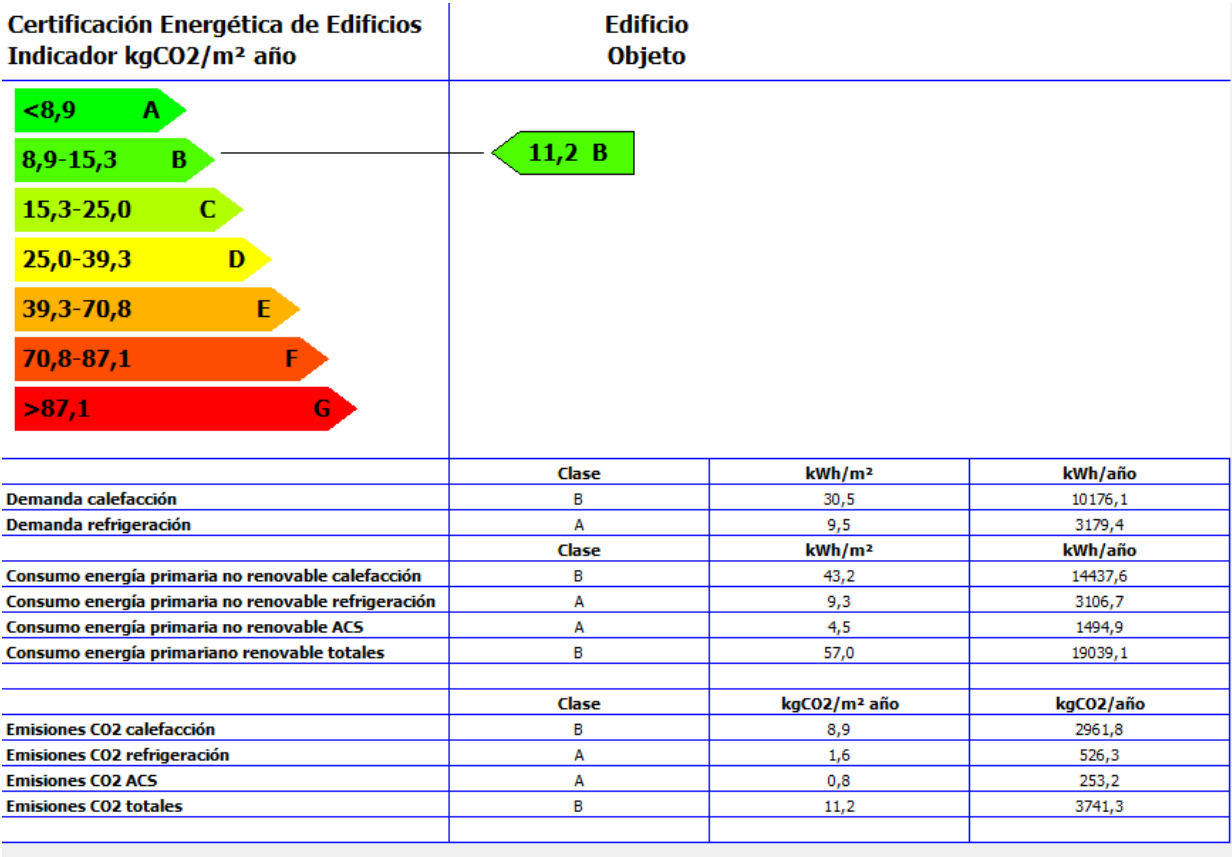 Certificación Energética de Edificios
Indicador kgCO2/m² año
Edificio
Objeto
<8,9 A
8,9-15,3 B
11,2 B
15,3-25,0 C
25,0-39,3 D
39,3-70,8 E
70,8-87,1 F
>87,1 G
Clase kWh/m² kWh/año
Demanda calefacción B 30,5 10176,1
Demanda refrigeración A 9,5 3179,4
Clase kWh/m² kWh/año
Consumo energía primaria no renovable calefacción B 43,2 14437,6
Consumo energía primaria no renovable refrigeración A 9,3 3106,7
Consumo energía primaria no renovable ACS A 4,5 1494,9
Consumo energía primariano renovable totales B 57,0 19039,1
Clase kgCO2/m² año kgCO2/año
Emisiones CO2 calefacción B 8,9 2961,8
Emisiones CO2 refrigeración A 1,6 526,3
Emisiones CO2 ACS A 0,8 253,2
Emisiones CO2 totales B 11,2 3741,3